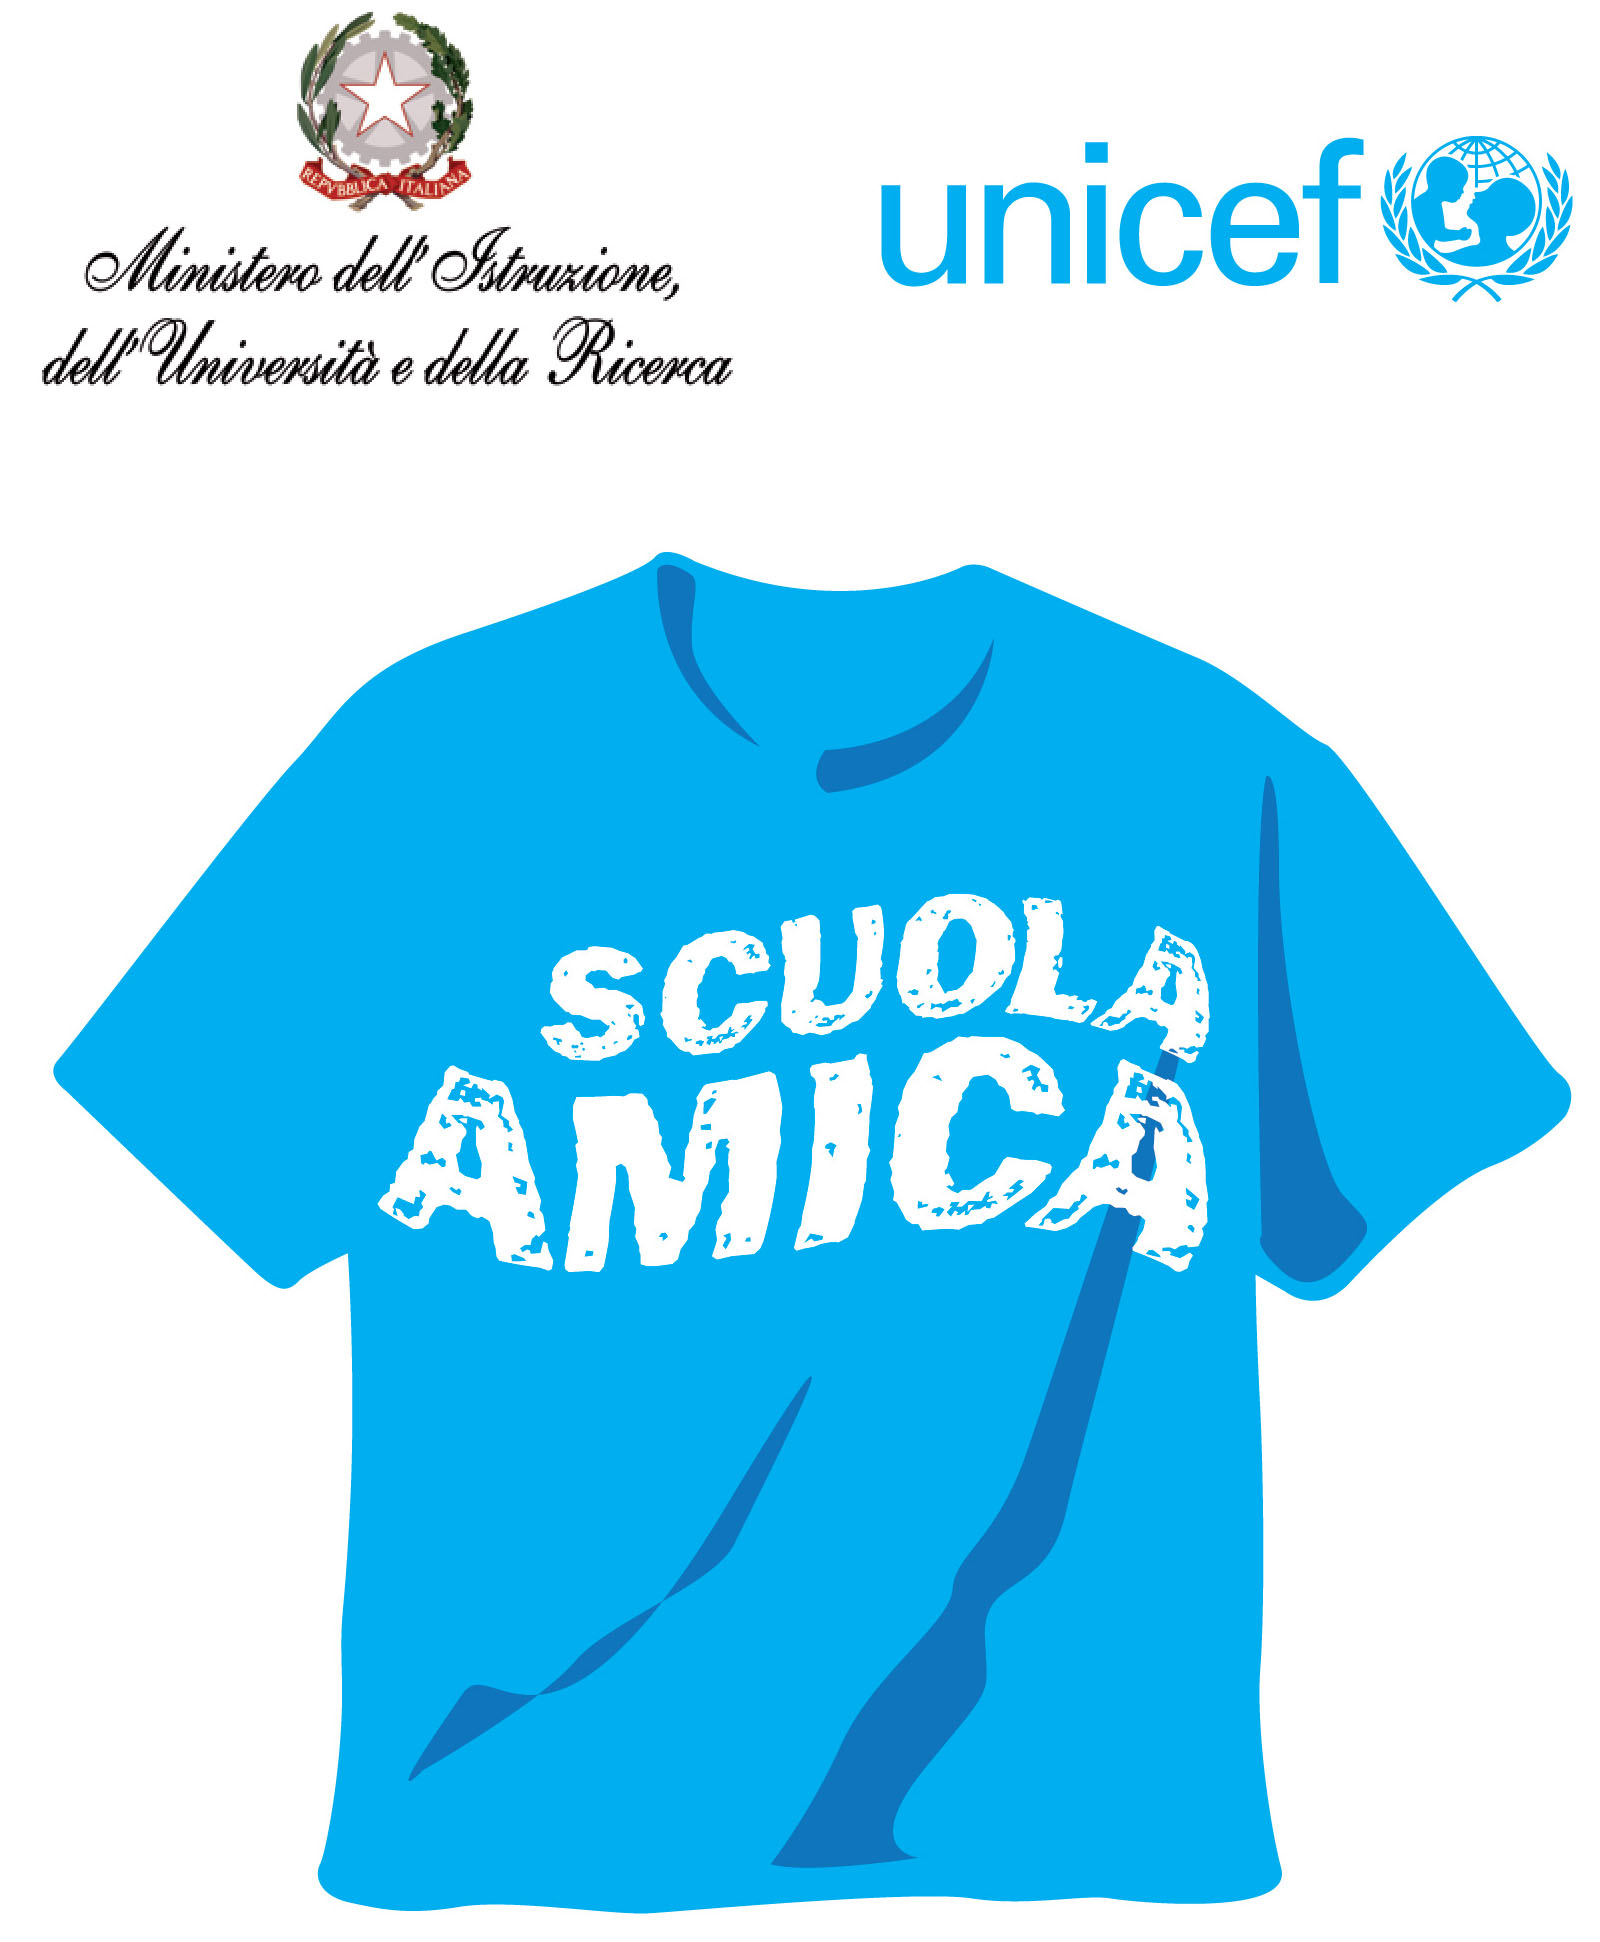 REPVBBLICA ITALIANA
Ministero dell'Istruzione,
dell'Università e della Ricerca
unicef
SCUOLA
AMICA